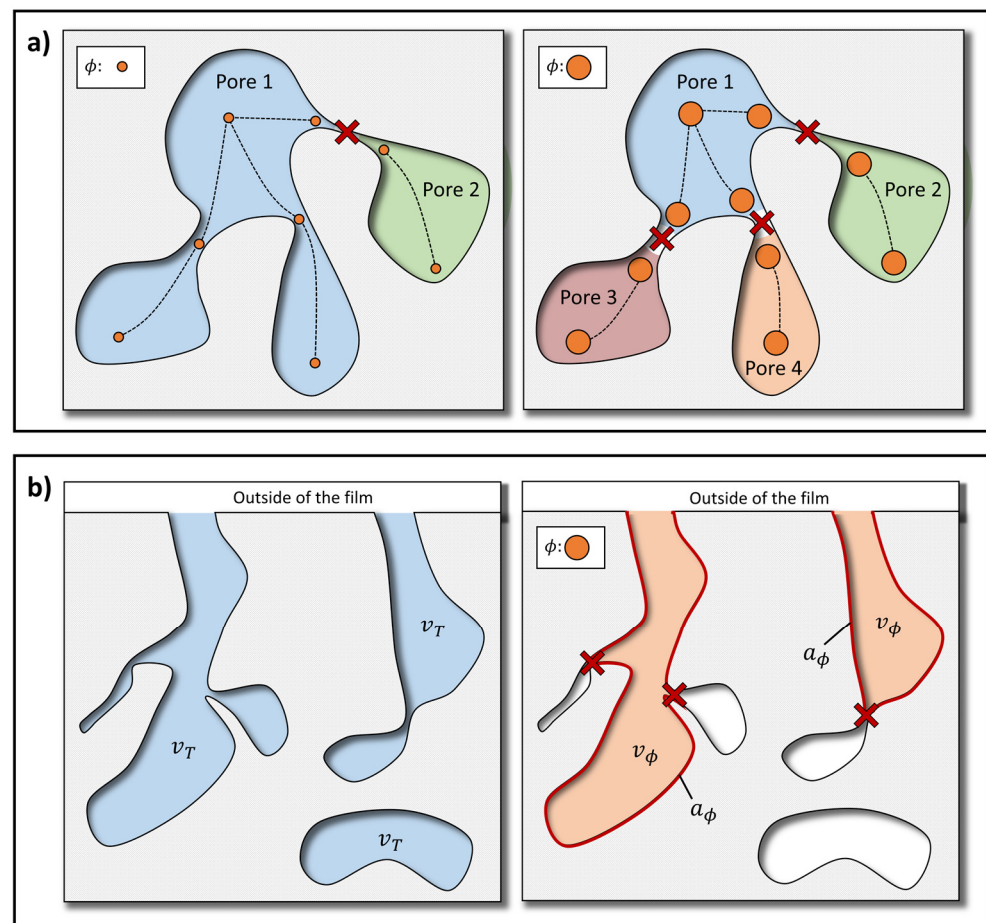 a)
ϕ:
Pore 1
Pore 2
ϕ:
Pore 1
Pore 2
Pore 3
Pore 4
b)
Outside of the film
v_T
v_T
v_T
Outside of the film
ϕ:
a_ϕ
v_ϕ
v_ϕ
a_ϕ